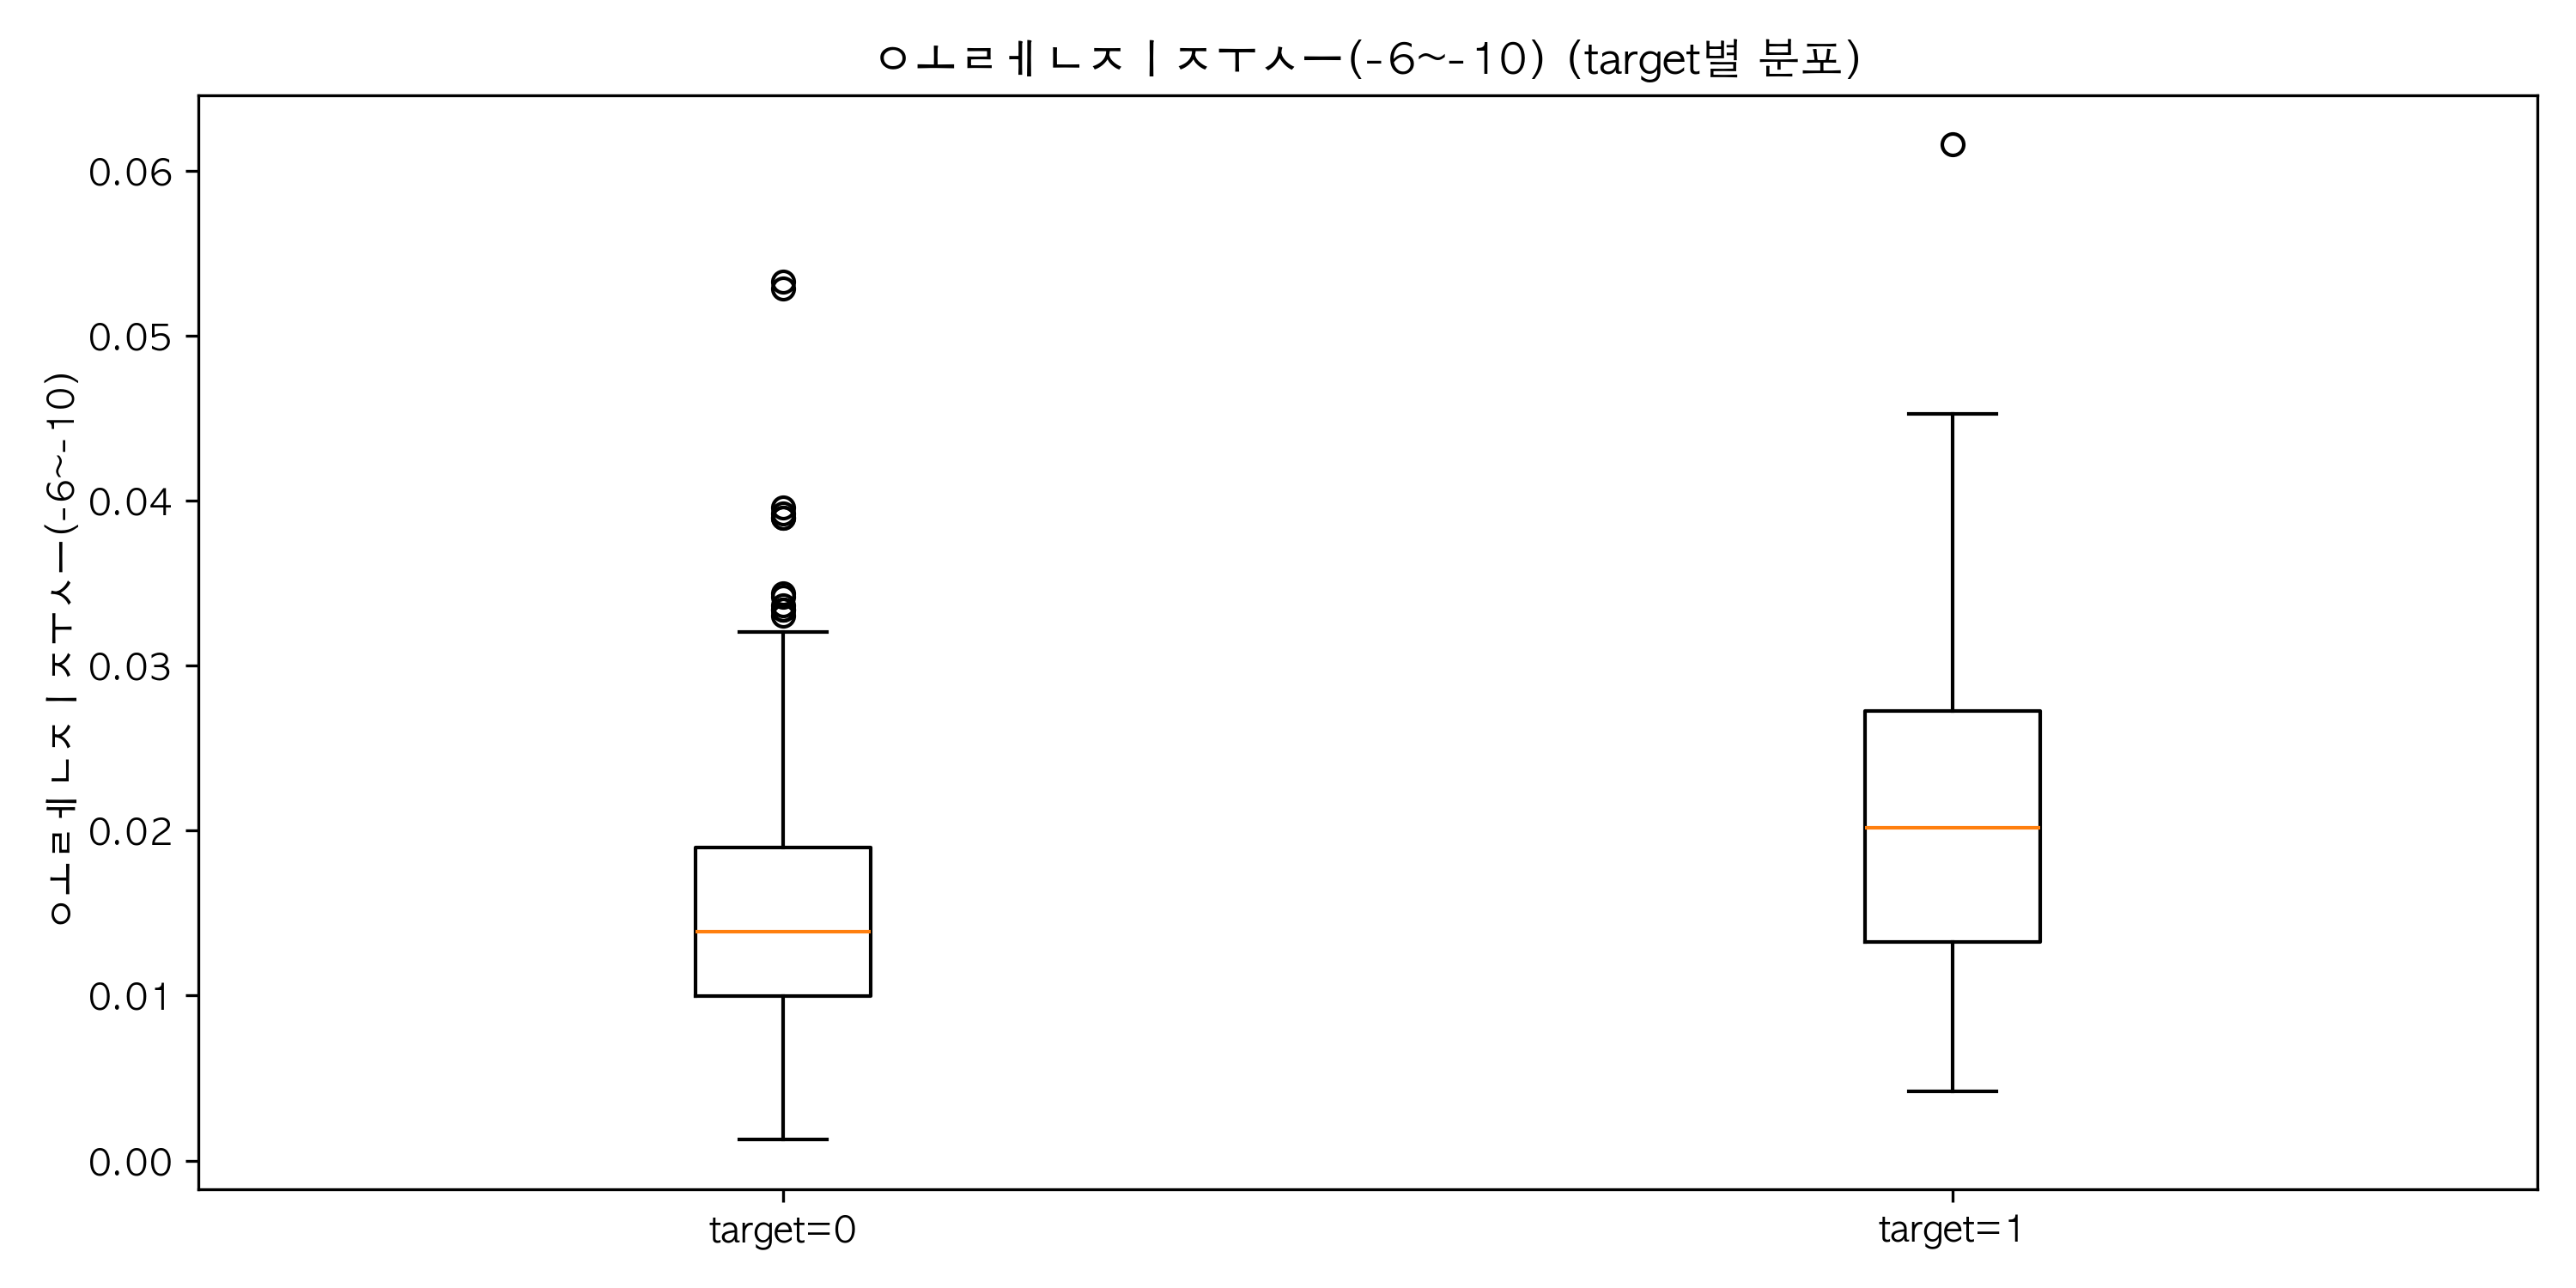 ㅇㅗㄹㅔㄴㅈㅣㅈㅜㅅㅡ(-6~-10) (target별 분포)
ㅇㅗㄹㅔㄴㅈㅣㅈㅜㅅㅡ(-6~-10)
0.06
0.05
0.04
0.03
0.02
0.01
0.00
target=0
target=1